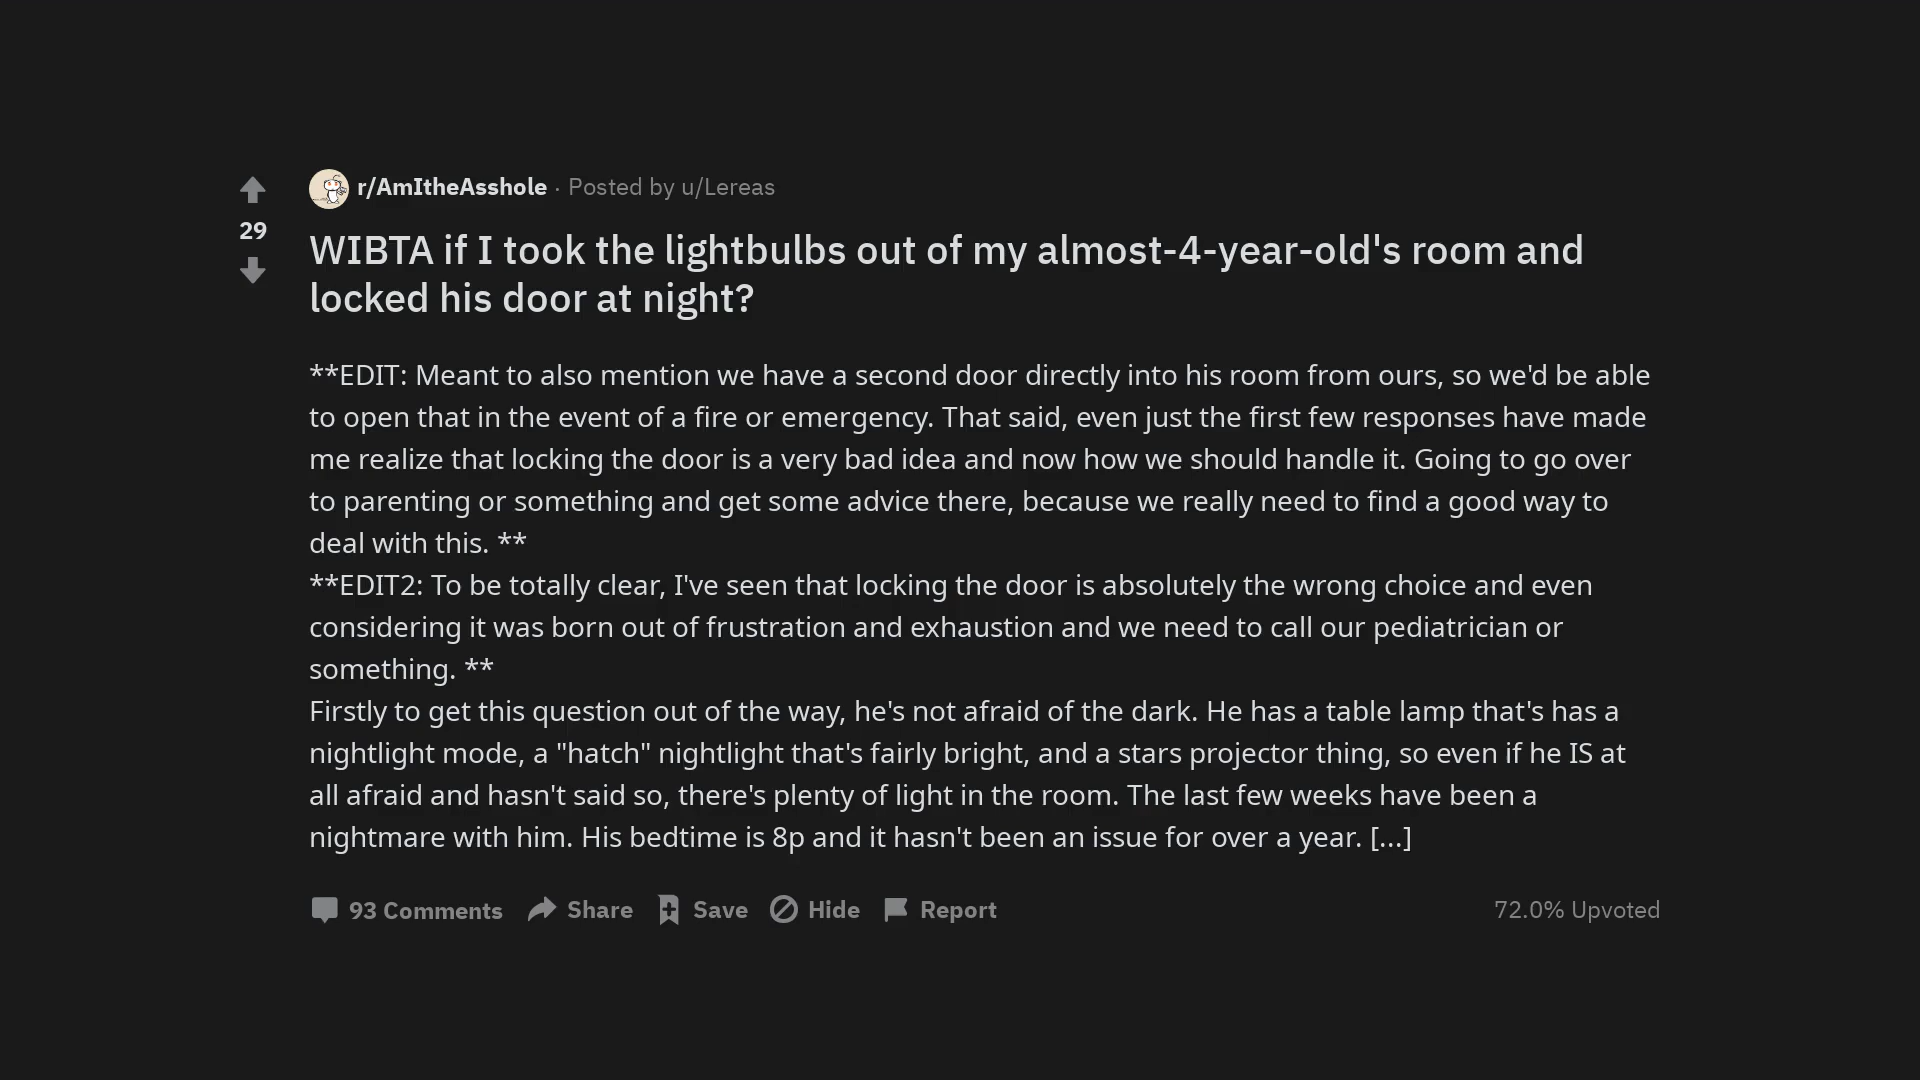 r/AmItheAsshole · Posted by u/Lereas
29
WIBTA if I took the lightbulbs out of my almost-4-year-old's room and
locked his door at night?
**EDIT: Meant to also mention we have a second door directly into his room from ours, so we'd be able
to open that in the event of a fire or emergency. That said, even just the first few responses have made
me realize that locking the door is a very bad idea and now how we should handle it. Going to go over
to parenting or something and get some advice there, because we really need to find a good way to
deal with this. **
**EDIT2: To be totally clear, I've seen that locking the door is absolutely the wrong choice and even
considering it was born out of frustration and exhaustion and we need to call our pediatrician or
something. **
Firstly to get this question out of the way, he's not afraid of the dark. He has a table lamp that's has a
nightlight mode, a "hatch" nightlight that's fairly bright, and a stars projector thing, so even if he IS at
all afraid and hasn't said so, there's plenty of light in the room. The last few weeks have been a
nightmare with him. His bedtime is 8p and it hasn't been an issue for over a year. [...]
93 Comments Share Save Hide Report 72.0% Upvoted